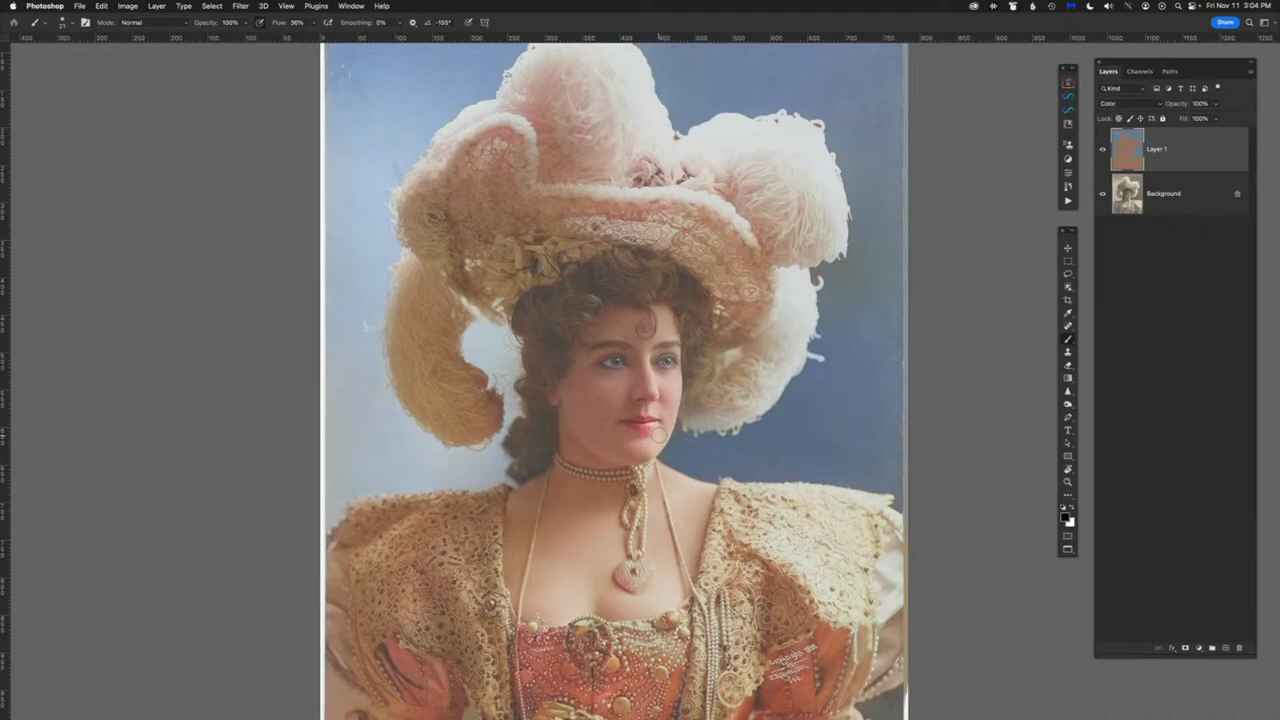 Photoshop File Edit Image Layer Type Select Filter 3D View Plugins Window Help Fri Nov 11 3:04 PM
21 Mode: Normal Opacity: 100% Flow: 36% Smoothing: 0% -105° Share
Layers Channels Paths
Kind
Color Opacity: 100%
Lock: Fill: 100%
Layer 1
Background